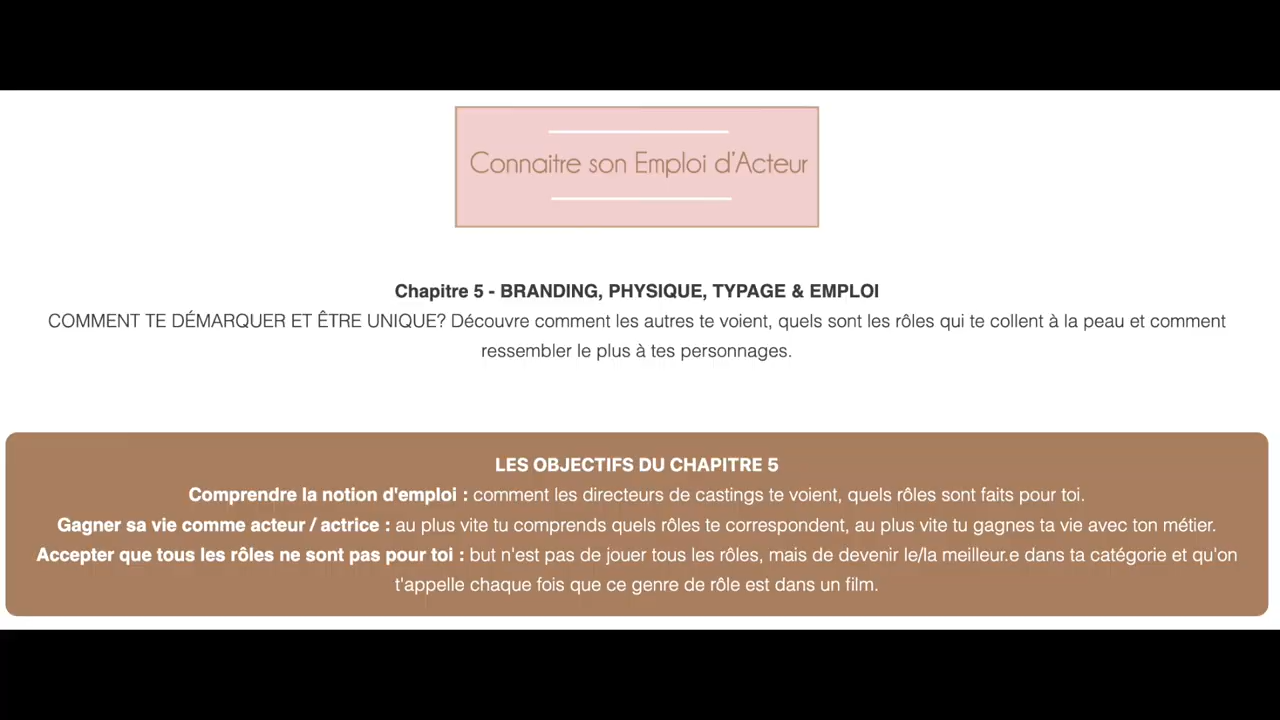 Connaitre son Emploi d'Acteur
Chapitre 5 - BRANDING, PHYSIQUE, TYPAGE & EMPLOI
COMMENT TE DÉMARQUER ET ÊTRE UNIQUE? Découvre comment les autres te voient, quels sont les rôles qui te collent à la peau et comment
ressembler le plus à tes personnages.
LES OBJECTIFS DU CHAPITRE 5
Comprendre la notion d'emploi : comment les directeurs de castings te voient, quels rôles sont faits pour toi.
Gagner sa vie comme acteur / actrice : au plus vite tu comprends quels rôles te correspondent, au plus vite tu gagnes ta vie avec ton métier.
Accepter que tous les rôles ne sont pas pour toi : but n'est pas de jouer tous les rôles, mais de devenir le/la meilleur.e dans ta catégorie et qu'on
t'appelle chaque fois que ce genre de rôle est dans un film.